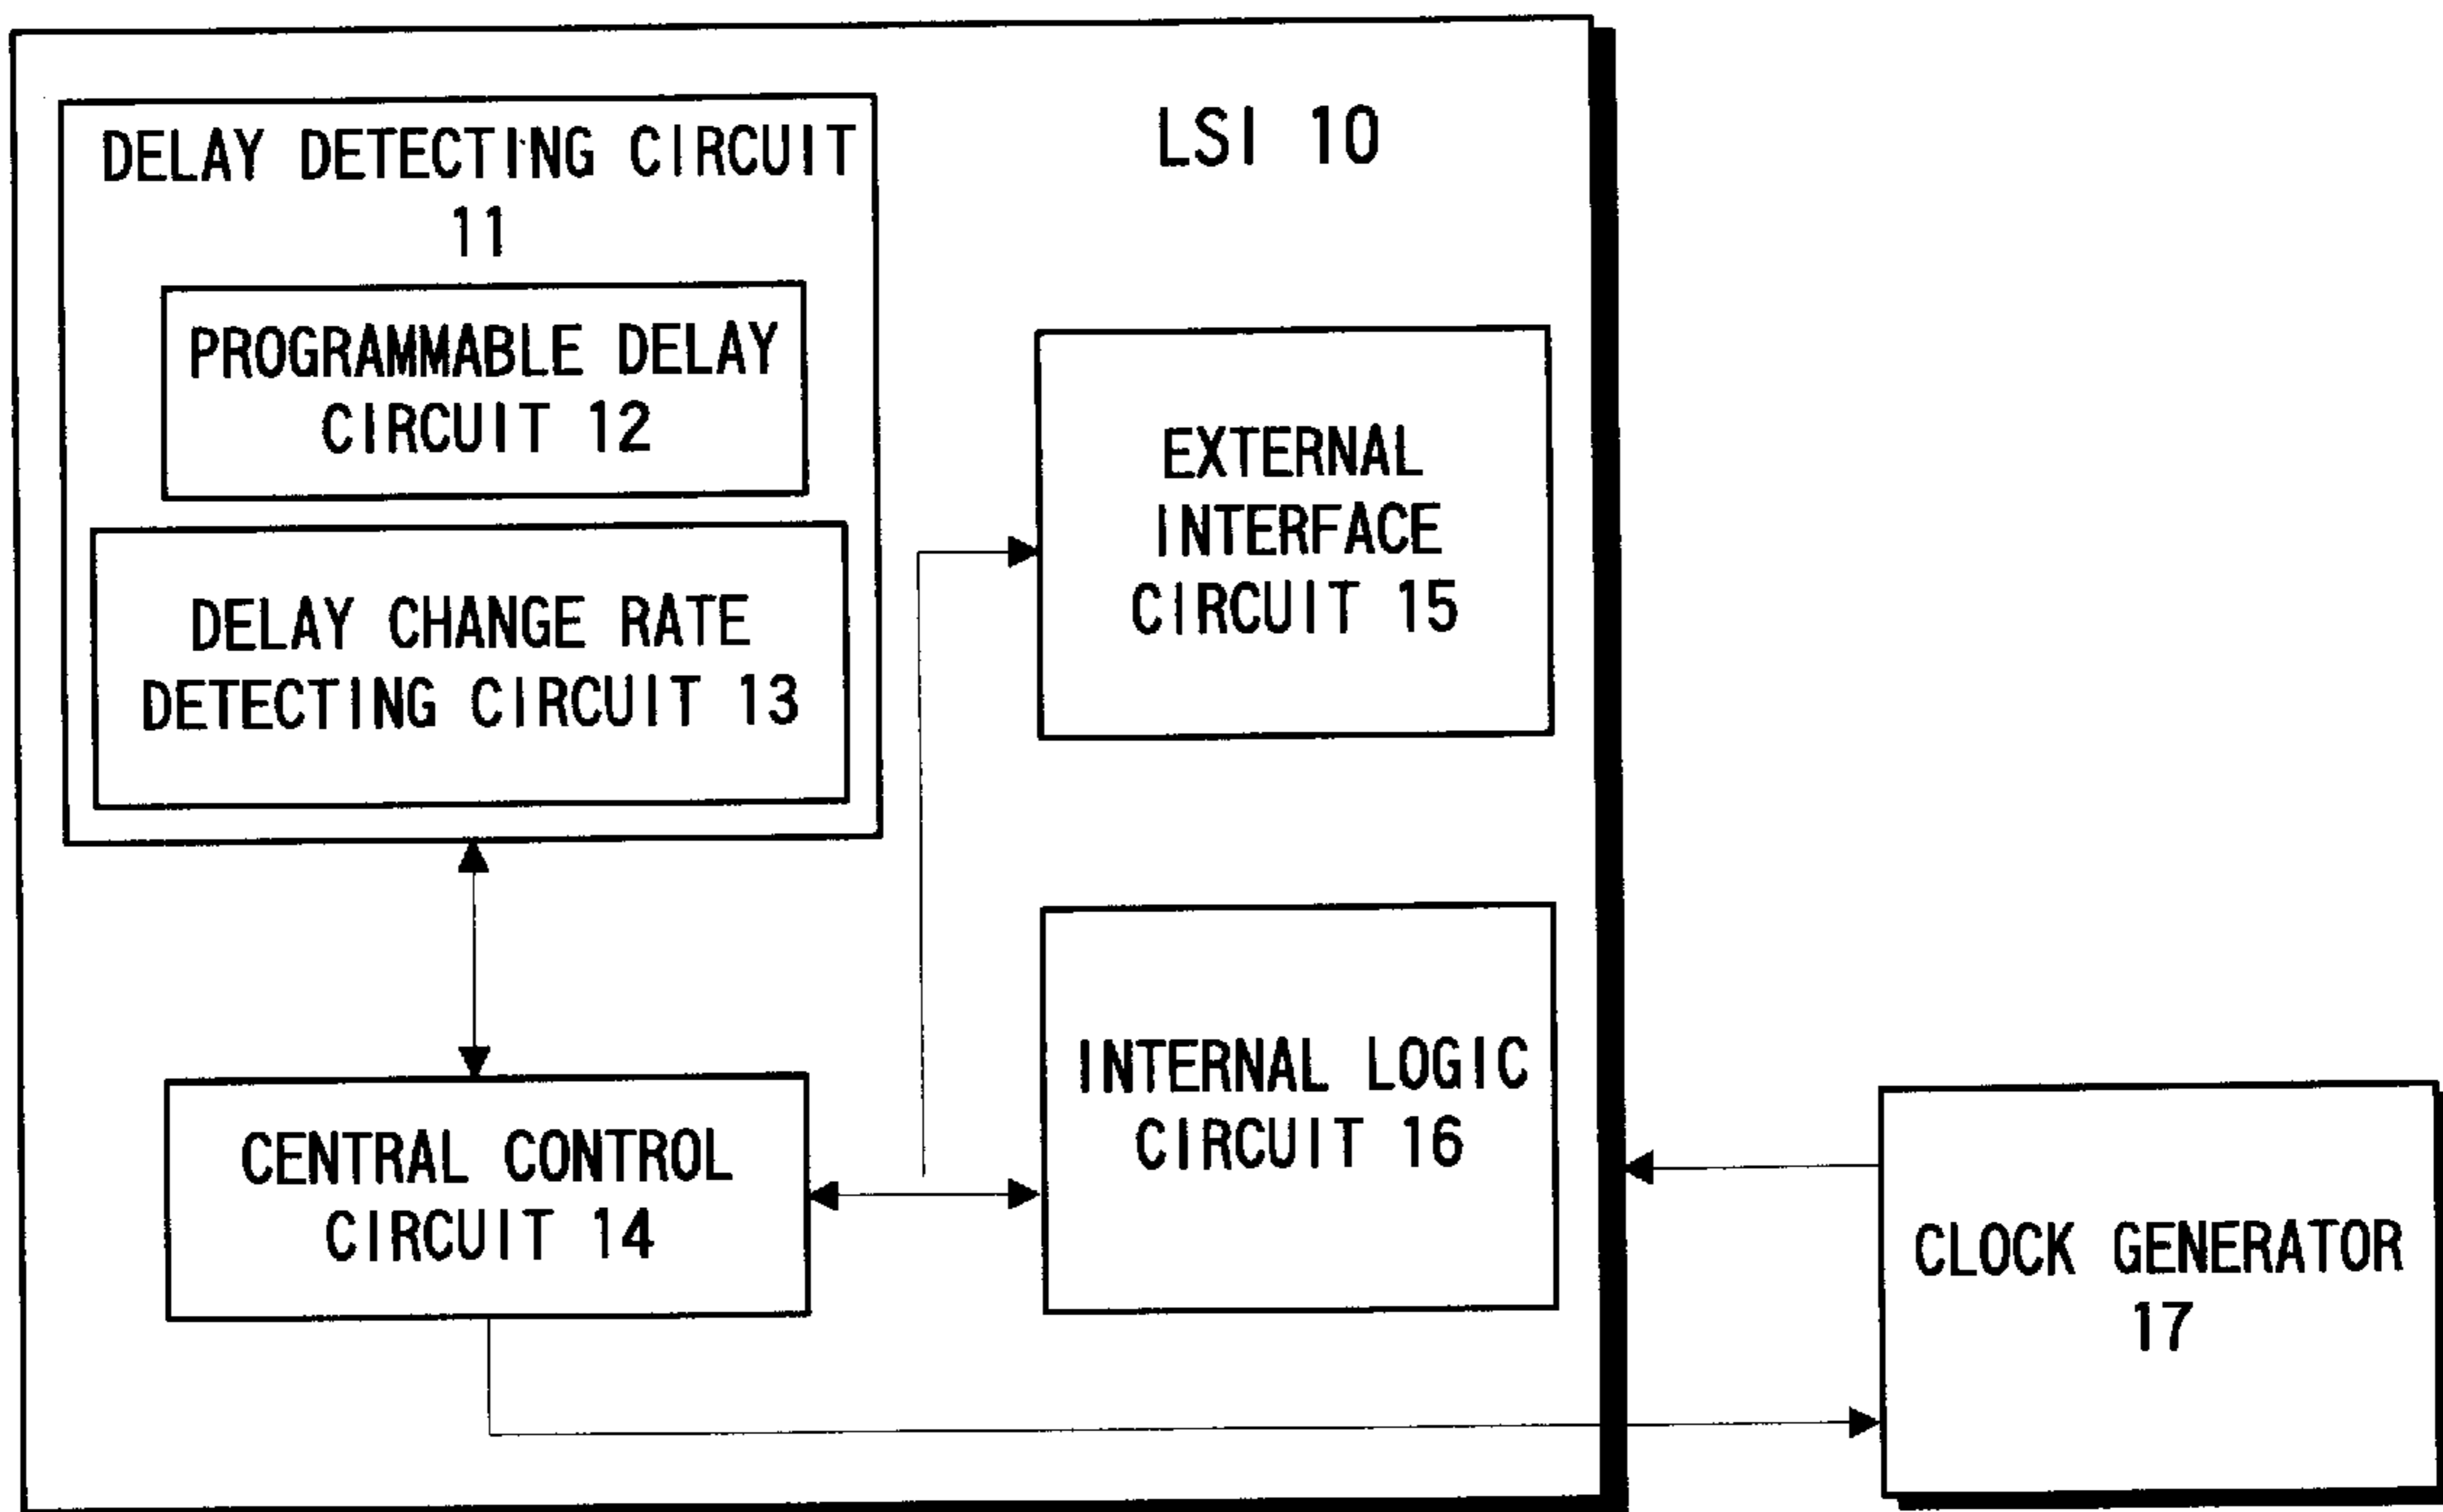 LSI 10
DELAY DETECTING CIRCUIT
11
PROGRAMMABLE DELAY
CIRCUIT 12
DELAY CHANGE RATE
DETECTING CIRCUIT 13
EXTERNAL
INTERFACE
CIRCUIT 15
CENTRAL CONTROL
CIRCUIT 14
INTERNAL LOGIC
CIRCUIT 16
CLOCK GENERATOR
17